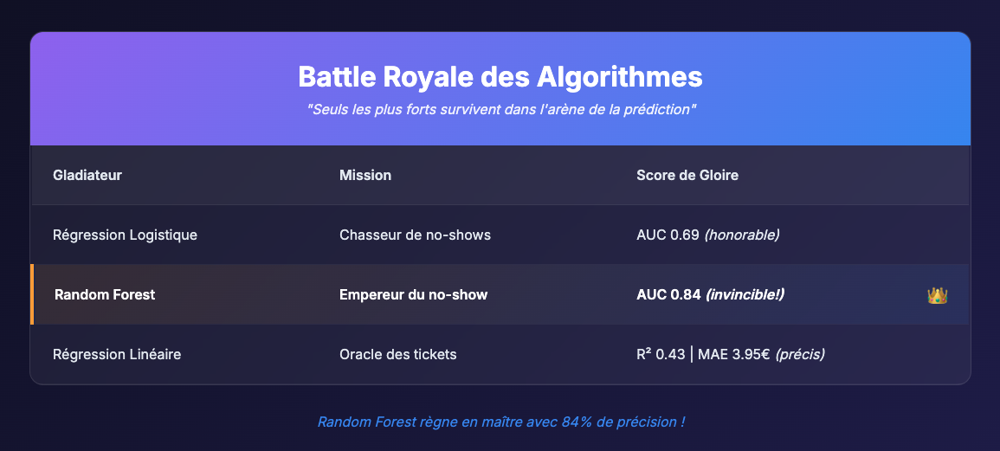 Battle Royale des Algorithmes
"Seuls les plus forts survivent dans l'arène de la prédiction"
Gladiateur Mission Score de Gloire
Régression Logistique Chasseur de no-shows AUC 0.69 (honorable)
Random Forest Empereur du no-show AUC 0.84 (invincible!)
Régression Linéaire Oracle des tickets R² 0.43 | MAE 3.95€ (précis)
Random Forest règne en maître avec 84% de précision !